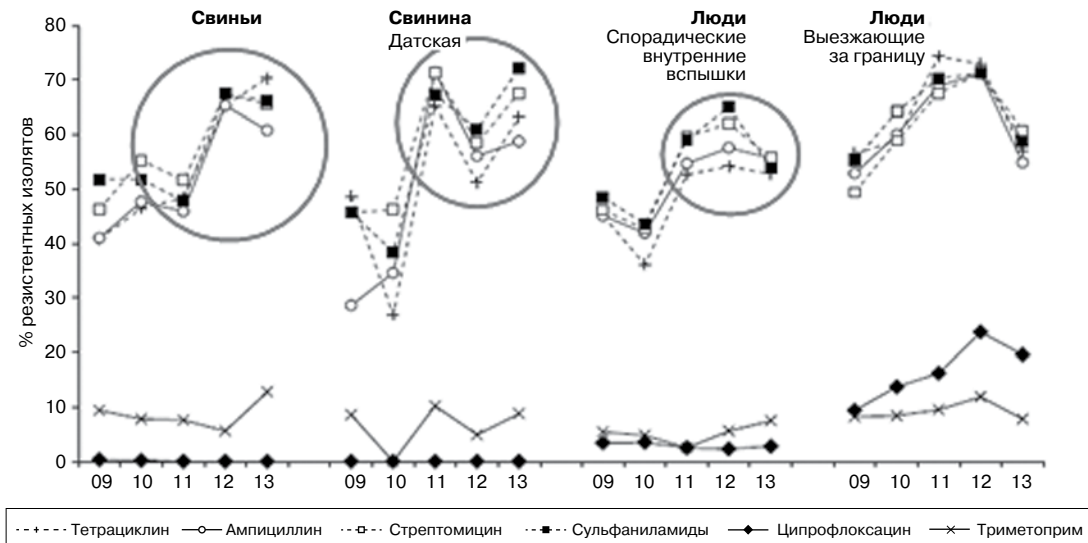 Свиньи
Свинина
Датская
Люди
Спорадические
внутренние
вспышки
Люди
Выезжающие
за границу
% резистентных изолятов
80
70
60
50
40
30
20
10
0
09 10 11 12 13 09 10 11 12 13 09 10 11 12 13 09 10 11 12 13
Тетрациклин Ампициллин Стрептомицин Сульфаниламиды Ципрофлоксацин Триметоприм